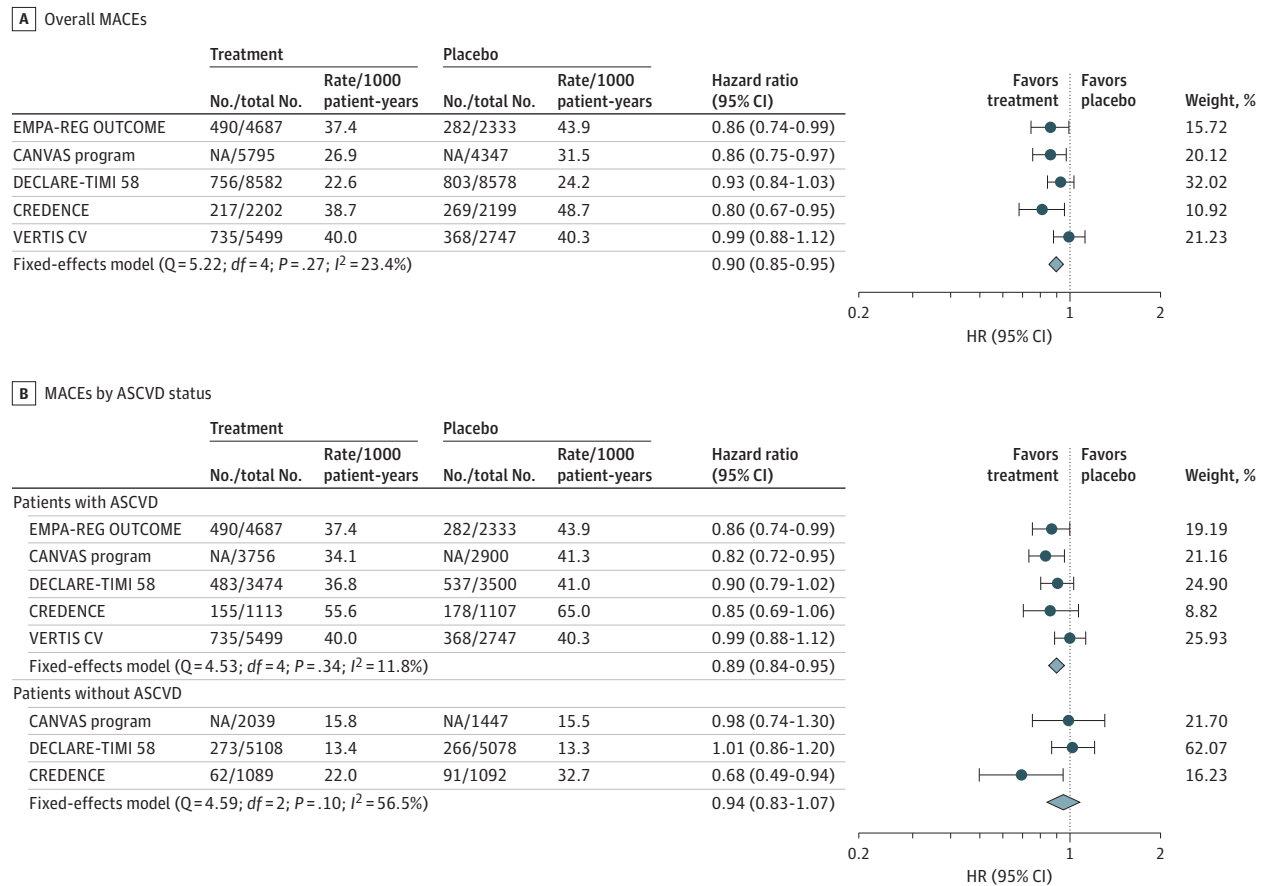 A Overall MACEs
Treatment Placebo
No./total No. Rate/1000 patient-years No./total No. Rate/1000 patient-years Hazard ratio (95% CI) Favors treatment Favors placebo Weight, %
EMPA-REG OUTCOME 490/4687 37.4 282/2333 43.9 0.86 (0.74-0.99) 15.72
CANVAS program NA/5795 26.9 NA/4347 31.5 0.86 (0.75-0.97) 20.12
DECLARE-TIMI 58 756/8582 22.6 803/8578 24.2 0.93 (0.84-1.03) 32.02
CREDENCE 217/2202 38.7 269/2199 48.7 0.80 (0.67-0.95) 10.92
VERTIS CV 735/5499 40.0 368/2747 40.3 0.99 (0.88-1.12) 21.23
Fixed-effects model (Q = 5.22; df = 4; P = .27; I² = 23.4%) 0.90 (0.85-0.95)
0.2 1 2
HR (95% CI)
B MACEs by ASCVD status
Treatment Placebo
No./total No. Rate/1000 patient-years No./total No. Rate/1000 patient-years Hazard ratio (95% CI) Favors treatment Favors placebo Weight, %
Patients with ASCVD
EMPA-REG OUTCOME 490/4687 37.4 282/2333 43.9 0.86 (0.74-0.99) 19.19
CANVAS program NA/3756 34.1 NA/2900 41.3 0.82 (0.72-0.95) 21.16
DECLARE-TIMI 58 483/3474 36.8 537/3500 41.0 0.90 (0.79-1.02) 24.90
CREDENCE 155/1113 55.6 178/1107 65.0 0.85 (0.69-1.06) 8.82
VERTIS CV 735/5499 40.0 368/2747 40.3 0.99 (0.88-1.12) 25.93
Fixed-effects model (Q = 4.53; df = 4; P = .34; I² = 11.8%) 0.89 (0.84-0.95)
Patients without ASCVD
CANVAS program NA/2039 15.8 NA/1447 15.5 0.98 (0.74-1.30) 21.70
DECLARE-TIMI 58 273/5108 13.4 266/5078 13.3 1.01 (0.86-1.20) 62.07
CREDENCE 62/1089 22.0 91/1092 32.7 0.68 (0.49-0.94) 16.23
Fixed-effects model (Q = 4.59; df = 2; P = .10; I² = 56.5%) 0.94 (0.83-1.07)
0.2 1 2
HR (95% CI)